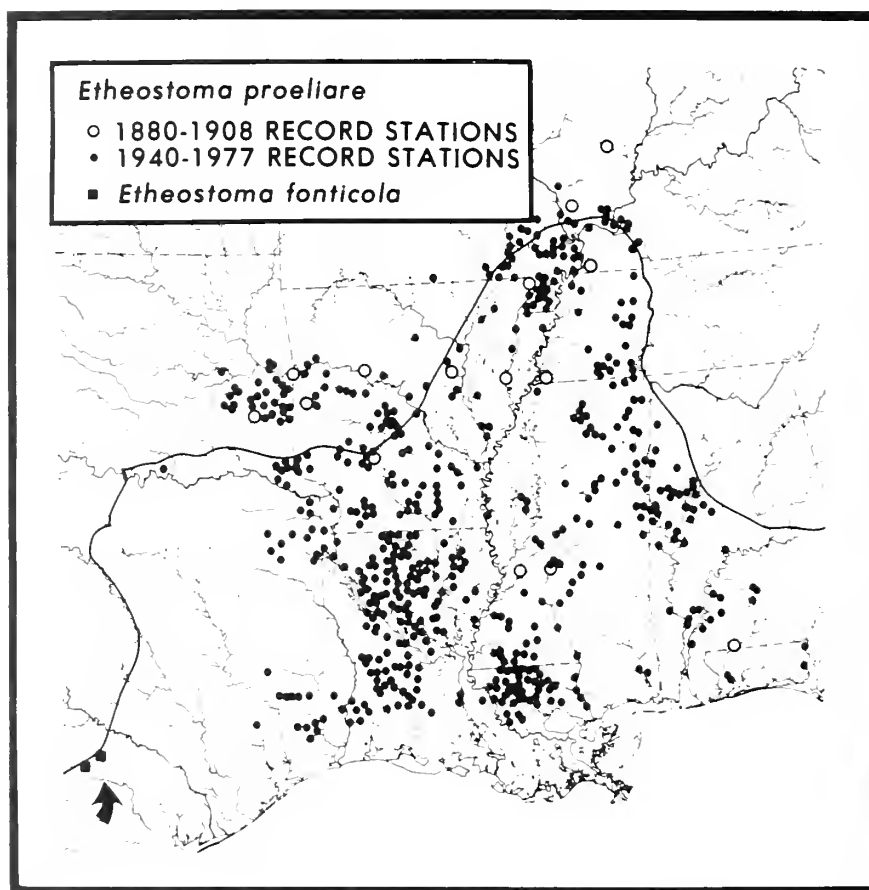 Etheostoma proeliare
○ 1880-1908 RECORD STATIONS
• 1940-1977 RECORD STATIONS
■ Etheostoma fonticola